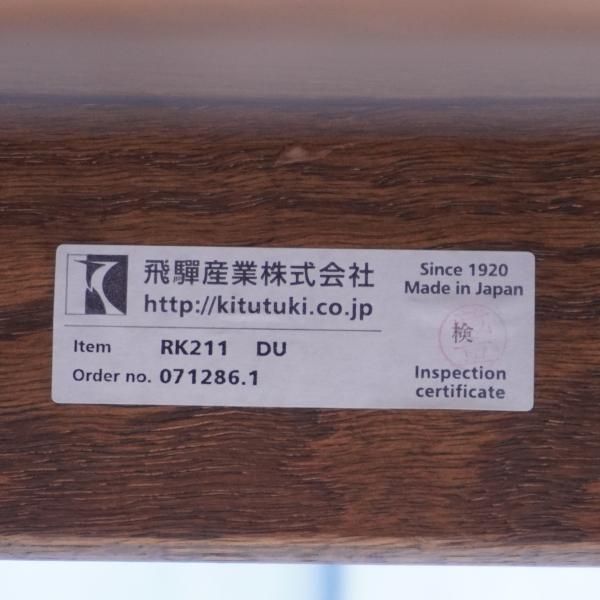 飛驒産業株式会社
http://kitutuki.co.jp
Item RK211 DU
Order no. 071286.1
Since 1920
Made in Japan
検
Inspection
certificate